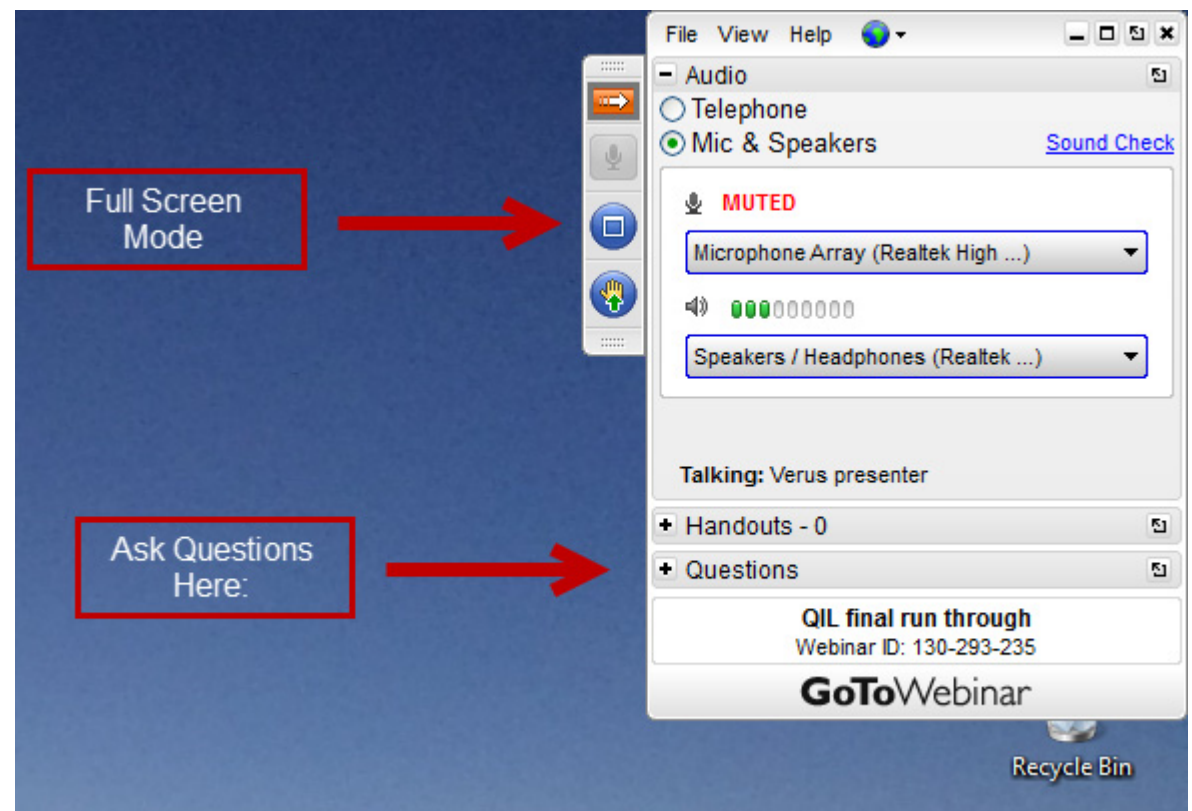 File View Help
Audio
Telephone
Mic & Speakers Sound Check
Full Screen
Mode
MUTED
Microphone Array (Realtek High ...)
Speakers / Headphones (Realtek ...)
Talking: Verus presenter
Handouts - 0
Ask Questions
Here:
Questions
QIL final run through
Webinar ID: 130-293-235
GoToWebinar
Recycle Bin